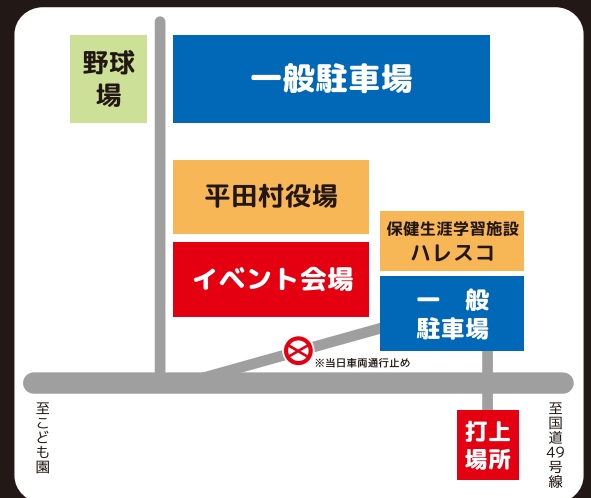 野球
場
一般駐車場
平田村役場
保健生涯学習施設
ハレスコ
イベント会場
一　般
駐車場
※当日車両通行止め
至こども園
打上
場所
至国道49号線